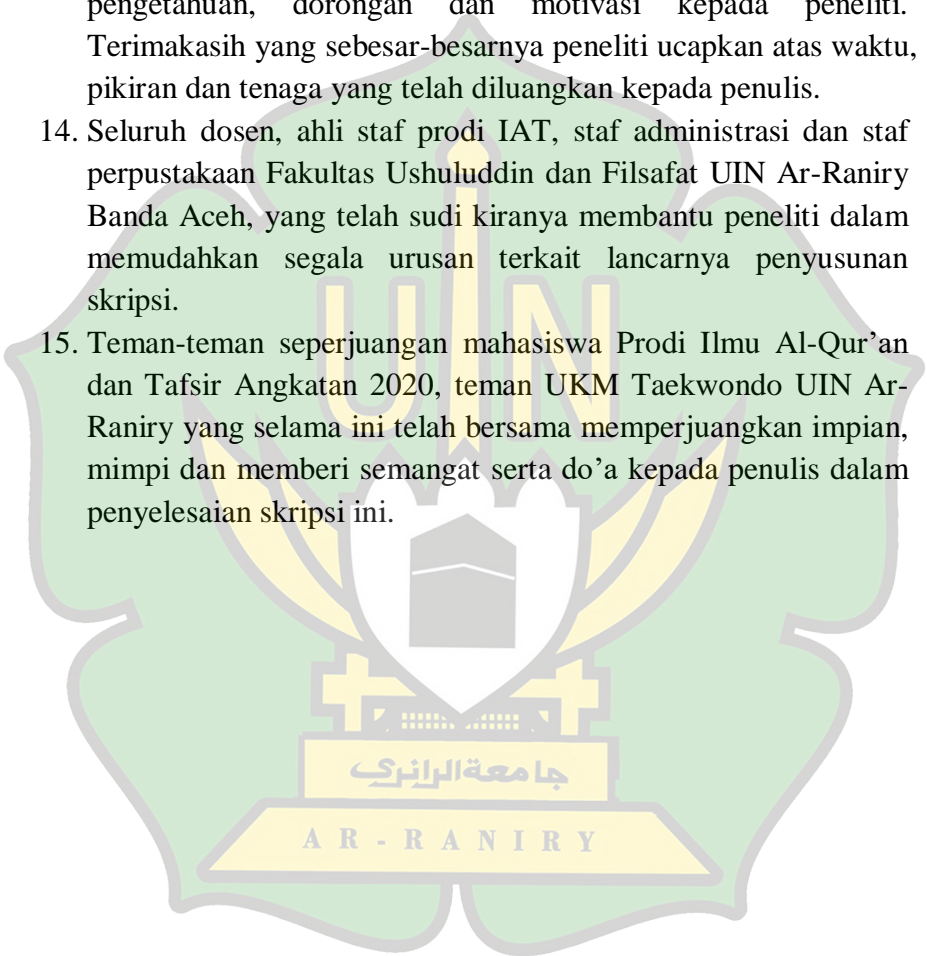 pengetahuan, dorongan dan motivasi kepada peneliti.
Terimakasih yang sebesar-besarnya peneliti ucapkan atas waktu,
pikiran dan tenaga yang telah diluangkan kepada penulis.
14. Seluruh dosen, ahli staf prodi IAT, staf administrasi dan staf
perpustakaan Fakultas Ushuluddin dan Filsafat UIN Ar-Raniry
Banda Aceh, yang telah sudi kiranya membantu peneliti dalam
memudahkan segala urusan terkait lancarnya penyusunan
skripsi.
15. Teman-teman seperjuangan mahasiswa Prodi Ilmu Al-Qur’an
dan Tafsir Angkatan 2020, teman UKM Taekwondo UIN Ar-
Raniry yang selama ini telah bersama memperjuangkan impian,
mimpi dan memberi semangat serta do’a kepada penulis dalam
penyelesaian skripsi ini.
UIN
جامعة الرانري
AR-RANIRY